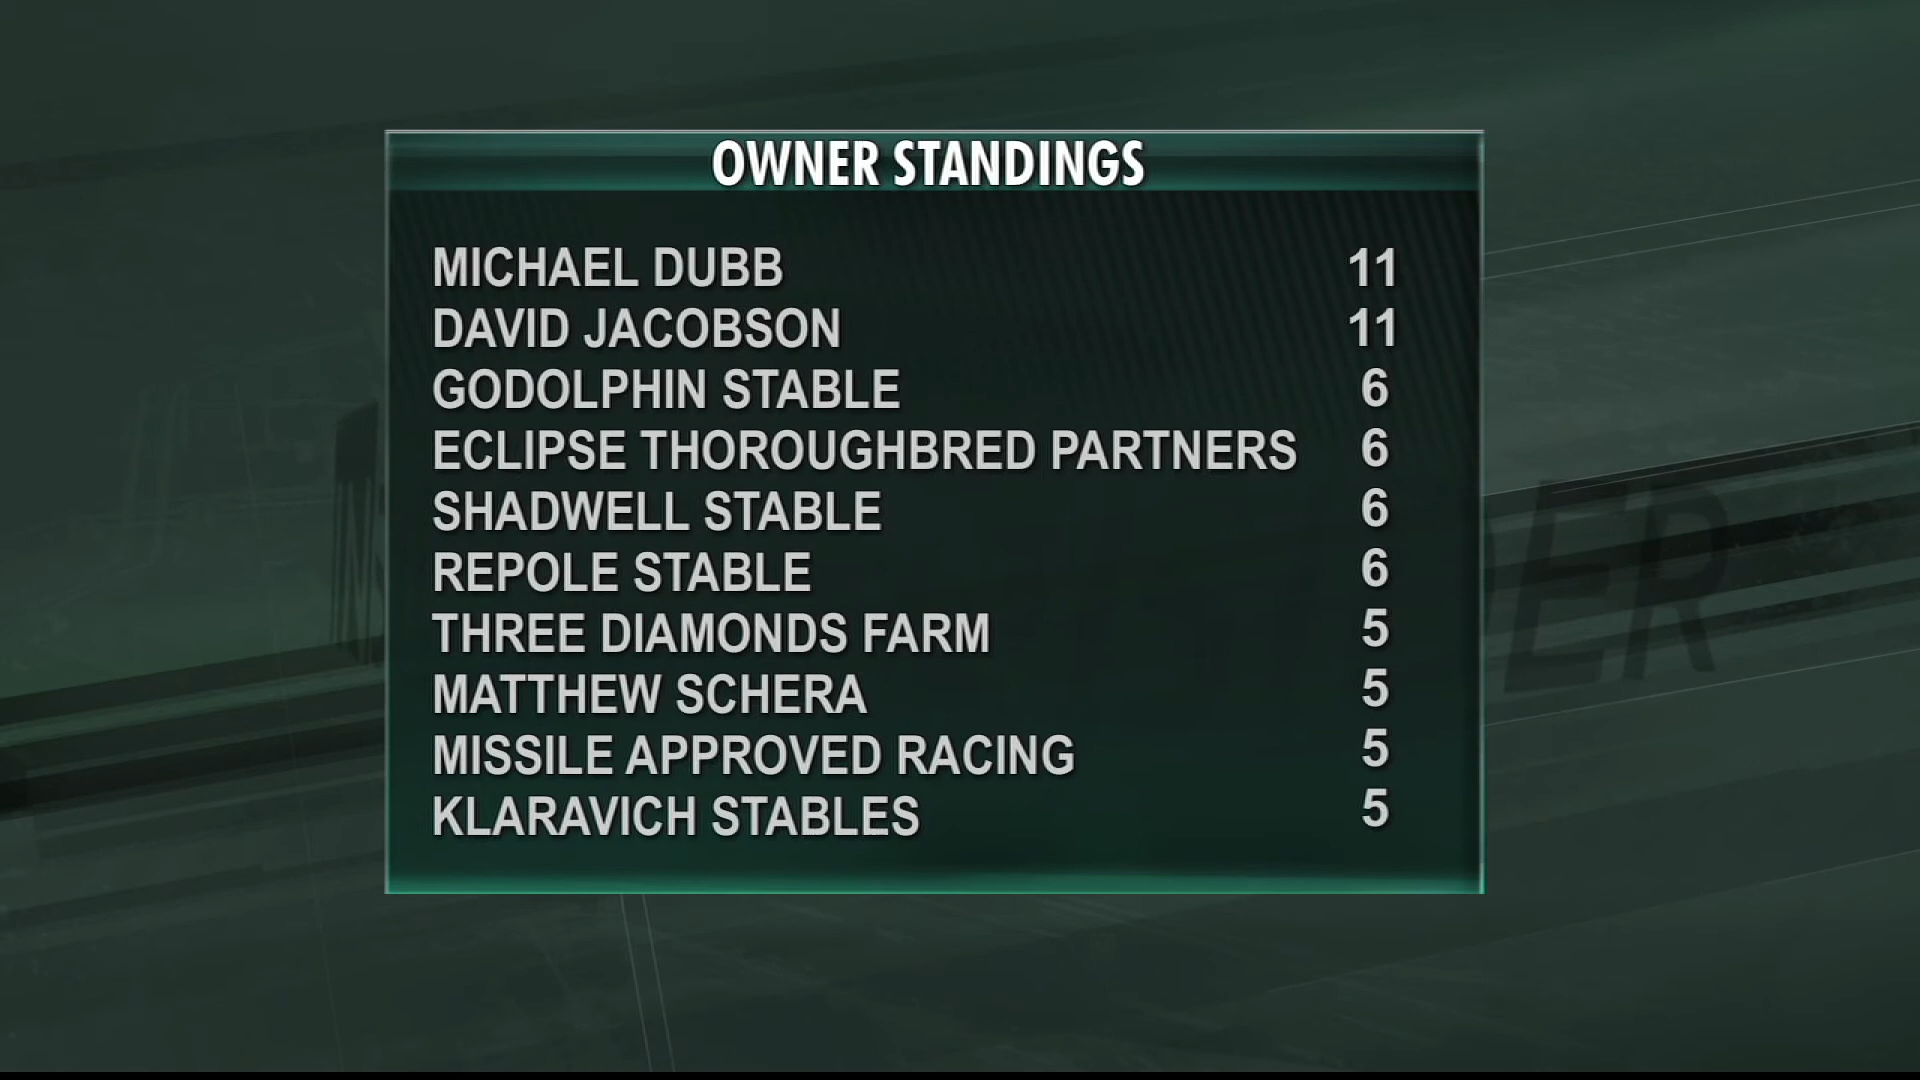 OWNER STANDINGS
MICHAEL DUBB 11
DAVID JACOBSON 11
GODOLPHIN STABLE 6
ECLIPSE THOROUGHBRED PARTNERS 6
SHADWELL STABLE 6
REPOLE STABLE 6
THREE DIAMONDS FARM 5
MATTHEW SCHERA 5
MISSILE APPROVED RACING 5
KLARAVICH STABLES 5